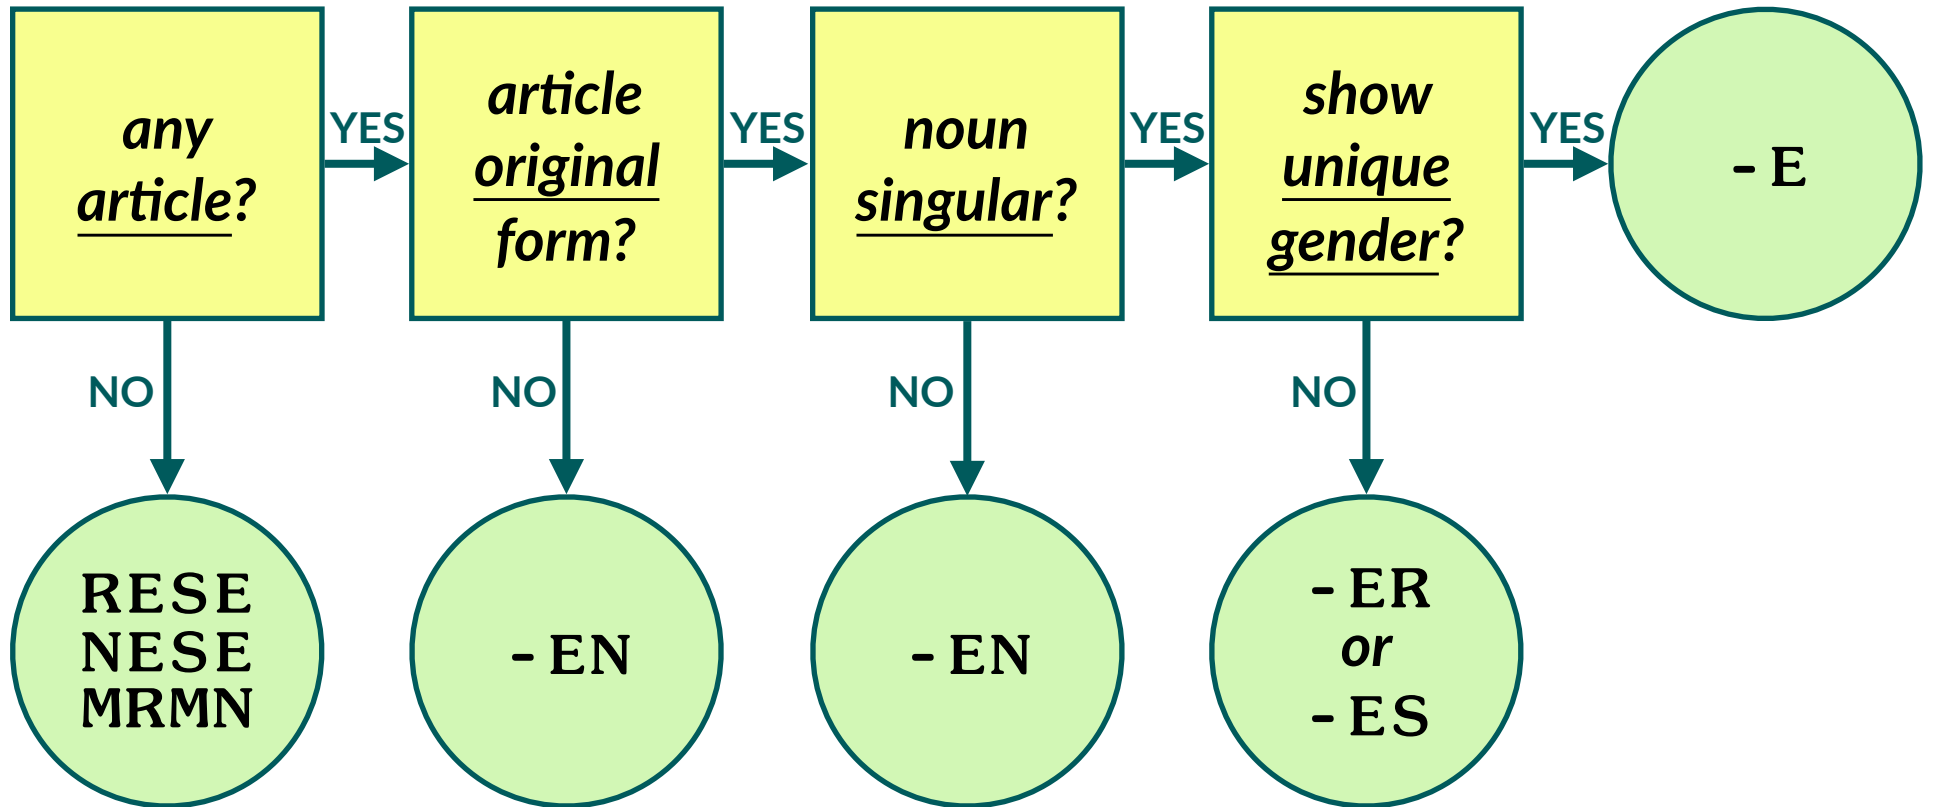 any
article?
YES
article
original
form?
YES
noun
singular?
YES
show
unique
gender?
YES
- E
NO
NO
NO
NO
RESE
NESE
MRMN
- EN
- EN
- ER
or
- ES